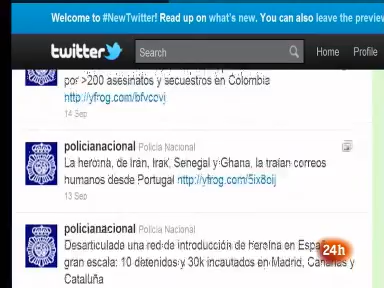 Welcome to #NewTwitter! Read up on what's new. You can also leave the preview
twitter Search Home Profile
por >200 asesinatos y secuestros en Colombia
http://yfrog.com/bfvccvj
14 Sep
policianacional Policía Nacional
La heroína, de Irán, Irak, Senegal y Ghana, la traían correos
humanos desde Portugal http://yfrog.com/5ix8oij
13 Sep
policianacional Policía Nacional
Desarticulada una red de introducción de heroína en España
gran escala: 10 detenidos y 30k incautados en Madrid, Canarias y
Cataluña
24h